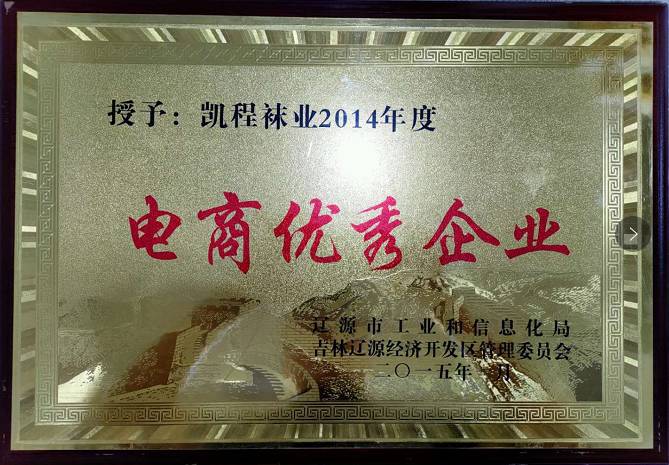 授予：凯程袜业2014年度
电商优秀企业
辽源市工业和信息化局
吉林辽源经济开发区管理委员会
二〇一五年一月